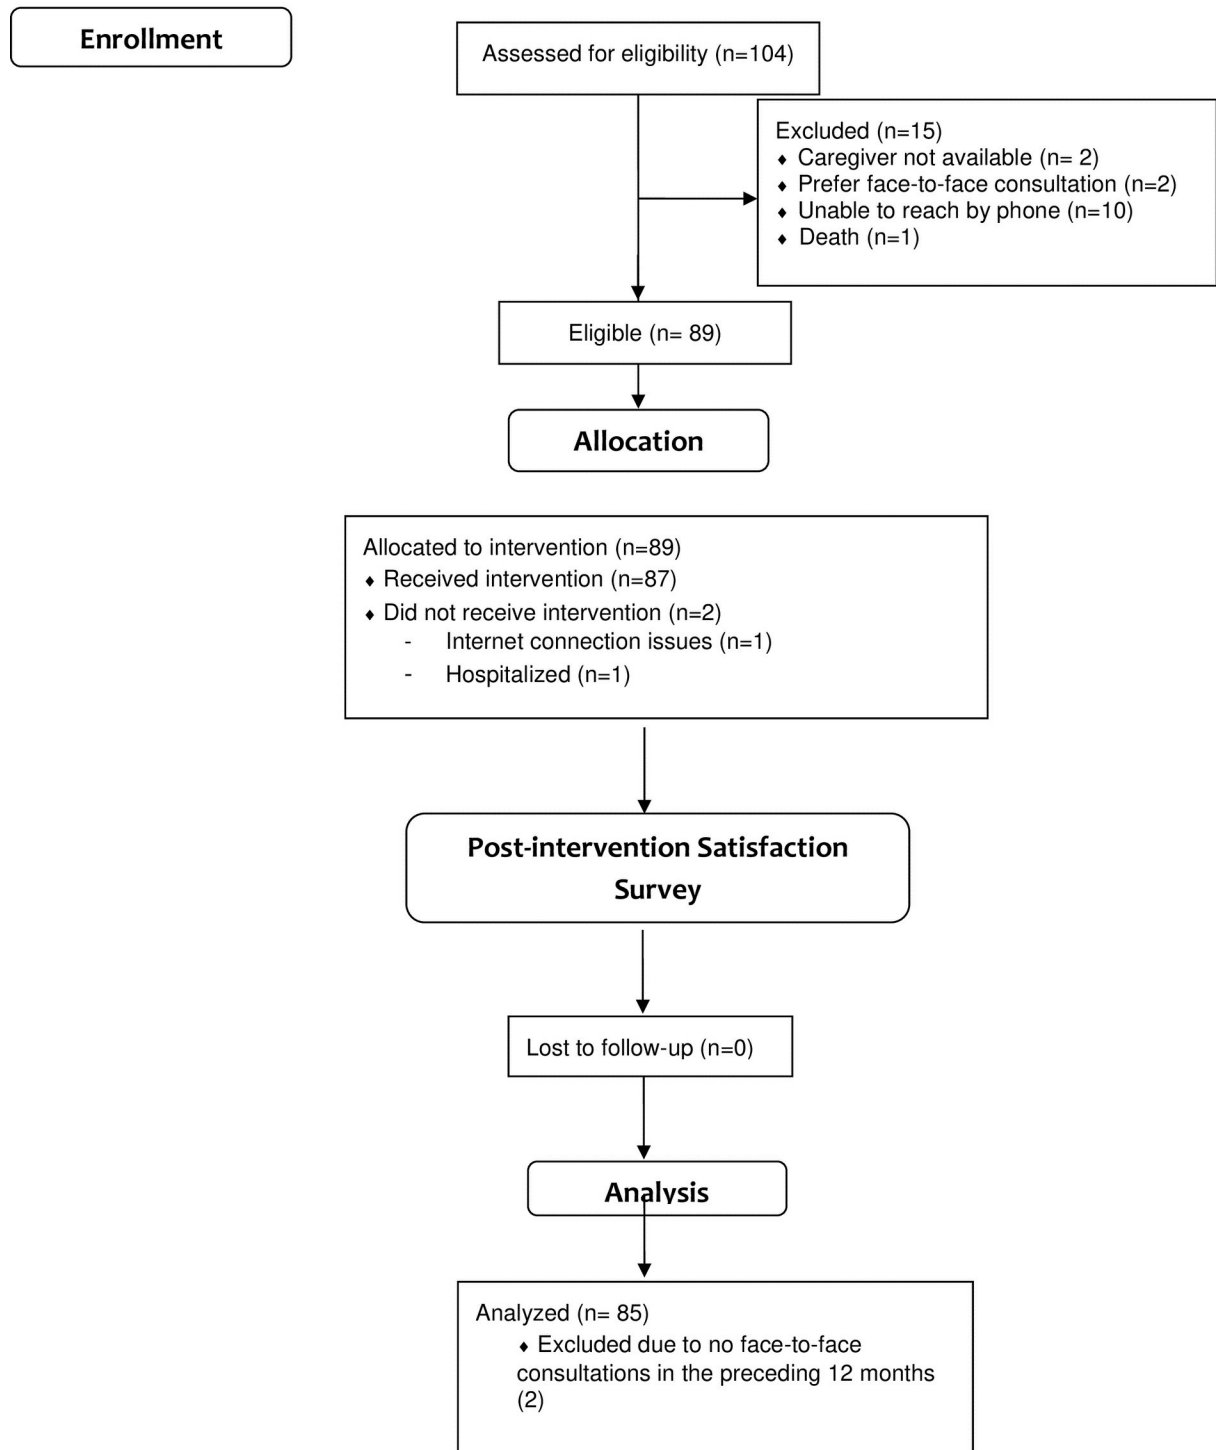 Enrollment
Assessed for eligibility (n=104)
Excluded (n=15)
♦ Caregiver not available (n= 2)
♦ Prefer face-to-face consultation (n=2)
♦ Unable to reach by phone (n=10)
♦ Death (n=1)
Eligible (n= 89)
Allocation
Allocated to intervention (n=89)
♦ Received intervention (n=87)
♦ Did not receive intervention (n=2)
- Internet connection issues (n=1)
- Hospitalized (n=1)
Post-intervention Satisfaction
Survey
Lost to follow-up (n=0)
Analysis
Analyzed (n= 85)
♦ Excluded due to no face-to-face
consultations in the preceding 12 months
(2)